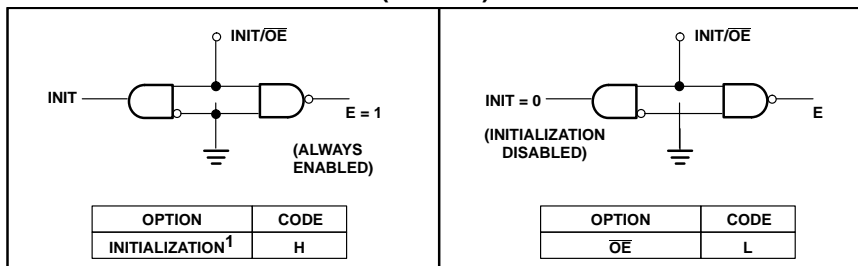 INIT/OE
INIT
E = 1
(ALWAYS
ENABLED)
OPTION CODE
INITIALIZATION1 H
INIT/OE
INIT = 0
E
(INITIALIZATION
DISABLED)
OPTION CODE
OE L